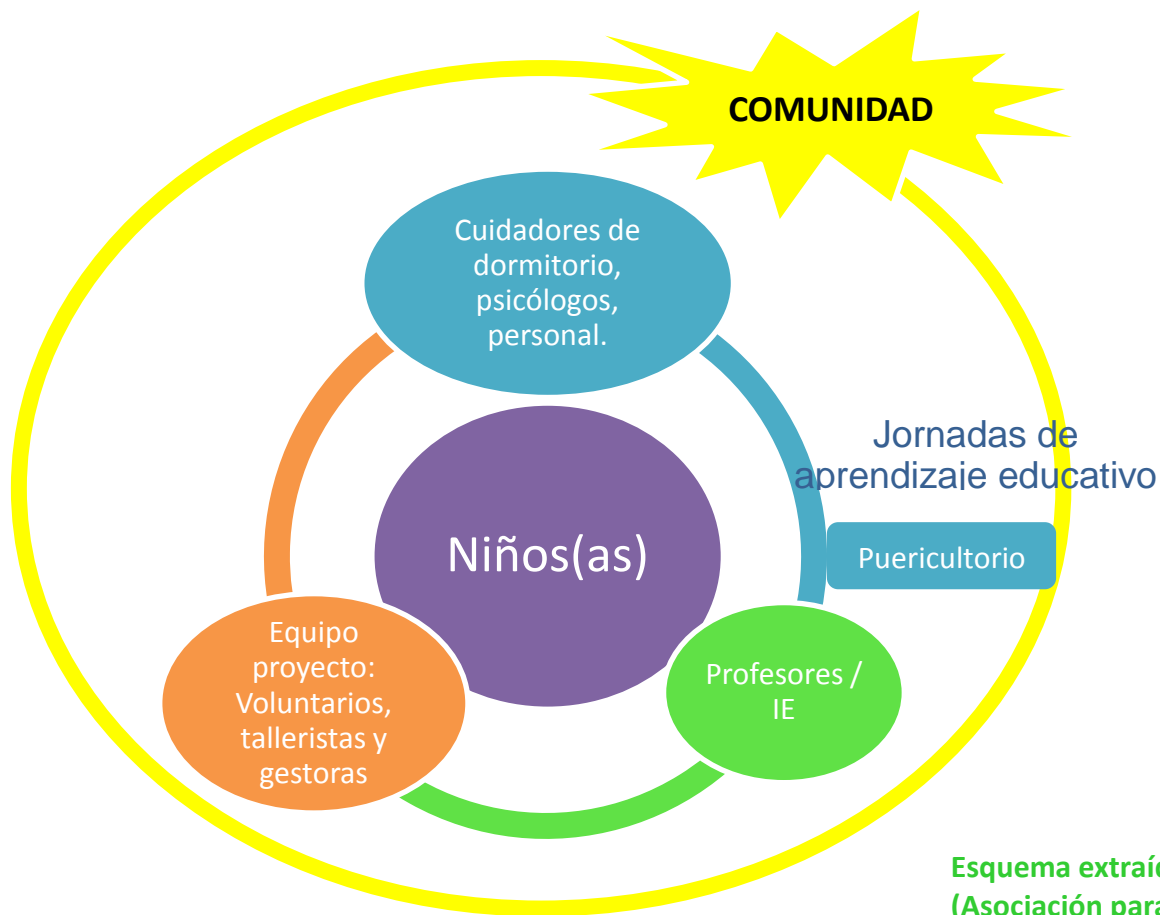 COMUNIDAD
Cuidadores de
dormitorio,
psicólogos,
personal.
Jornadas de
aprendizaje educativo
Niños(as)
Puericultorio
Equipo
proyecto:
Voluntarios,
talleristas y
gestoras
Profesores /
IE
Esquema
(Asociación para